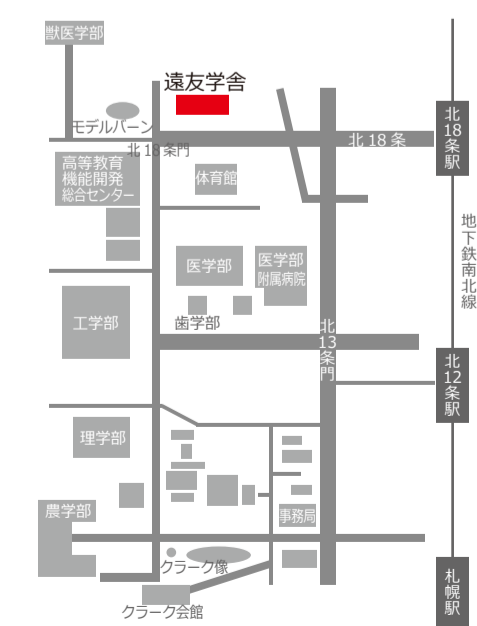 獣医学部
遠友学舎
モデルバーン
北18条門
北 18 条
北18条駅
高等教育
機能開発
総合センター
体育館
地下鉄南北線
医学部
医学部
附属病院
歯学部
工学部
北13条門
北12条駅
理学部
農学部
事務局
クラーク像
クラーク会館
札幌駅